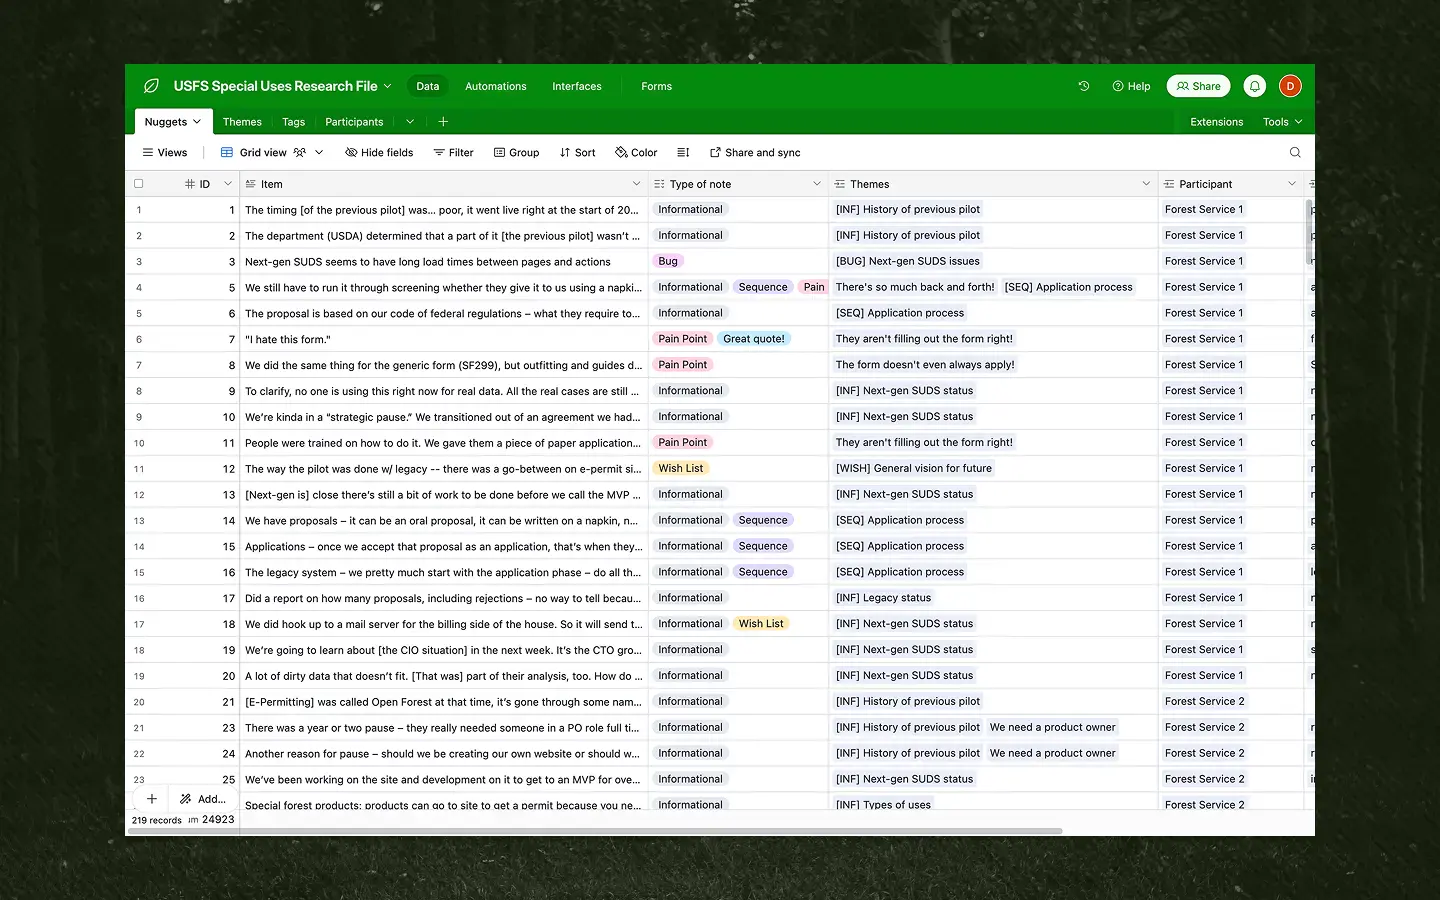 USFS Special Uses Research File Data Automations Interfaces Forms Help Share D
Nuggets Themes Tags Participants Extensions Tools
Views Grid view Hide fields Filter Group Sort Color Share and sync
ID Item Type of note Themes Participant
1 1 The timing [of the previous pilot] was... poor, it went live right at the start of 20... Informational [INF] History of previous pilot Forest Service 1
2 2 The department (USDA) determined that a part of it [the previous pilot] wasn't ... Informational [INF] History of previous pilot Forest Service 1
3 3 Next-gen SUDS seems to have long load times between pages and actions Bug [BUG] Next-gen SUDS issues Forest Service 1
4 5 We still have to run it through screening whether they give it to us using a napki... Informational Sequence Pain There's so much back and forth! [SEQ] Application process Forest Service 1
5 6 The proposal is based on our code of federal regulations – what they require to... Informational [SEQ] Application process Forest Service 1
6 7 "I hate this form." Pain Point Great quote! They aren't filling out the form right! Forest Service 1
7 8 We did the same thing for the generic form (SF299), but outfitting and guides d... Pain Point The form doesn't even always apply! Forest Service 1
8 9 To clarify, no one is using this right now for real data. All the real cases are still ... Informational [INF] Next-gen SUDS status Forest Service 1
9 10 We're kinda in a “strategic pause.” We transitioned out of an agreement we had... Informational [INF] Next-gen SUDS status Forest Service 1
10 11 People were trained on how to do it. We gave them a piece of paper application... Pain Point They aren't filling out the form right! Forest Service 1
11 12 The way the pilot was done w/ legacy -- there was a go-between on e-permit si... Wish List [WISH] General vision for future Forest Service 1
12 13 [Next-gen is] close there's still a bit of work to be done before we call the MVP ... Informational [INF] Next-gen SUDS status Forest Service 1
13 14 We have proposals – it can be an oral proposal, it can be written on a napkin, n... Informational Sequence [SEQ] Application process Forest Service 1
14 15 Applications – once we accept that proposal as an application, that's when they... Informational Sequence [SEQ] Application process Forest Service 1
15 16 The legacy system – we pretty much start with the application phase – do all th... Informational Sequence [SEQ] Application process Forest Service 1
16 17 Did a report on how many proposals, including rejections – no way to tell becau... Informational [INF] Legacy status Forest Service 1
17 18 We did hook up to a mail server for the billing side of the house. So it will send t... Informational Wish List [INF] Next-gen SUDS status Forest Service 1
18 19 We're going to learn about [the CIO situation] in the next week. It's the CTO gro... Informational [INF] Next-gen SUDS status Forest Service 1
19 20 A lot of dirty data that doesn't fit. [That was] part of their analysis, too. How do ... Informational [INF] Next-gen SUDS status Forest Service 1
20 21 [E-Permitting] was called Open Forest at that time, it's gone through some nam... Informational [INF] History of previous pilot Forest Service 2
21 23 There was a year or two pause – they really needed someone in a PO role full ti... Informational [INF] History of previous pilot We need a product owner Forest Service 2
22 24 Another reason for pause – should we be creating our own website or should w... Informational [INF] History of previous pilot We need a product owner Forest Service 2
23 25 We've been working on the site and development on it to get to an MVP for ove... Informational [INF] Next-gen SUDS status Forest Service 2
Add... Special forest products: products can go to site to get a permit because you ne... Informational [INF] Types of uses Forest Service 2
219 records 24923